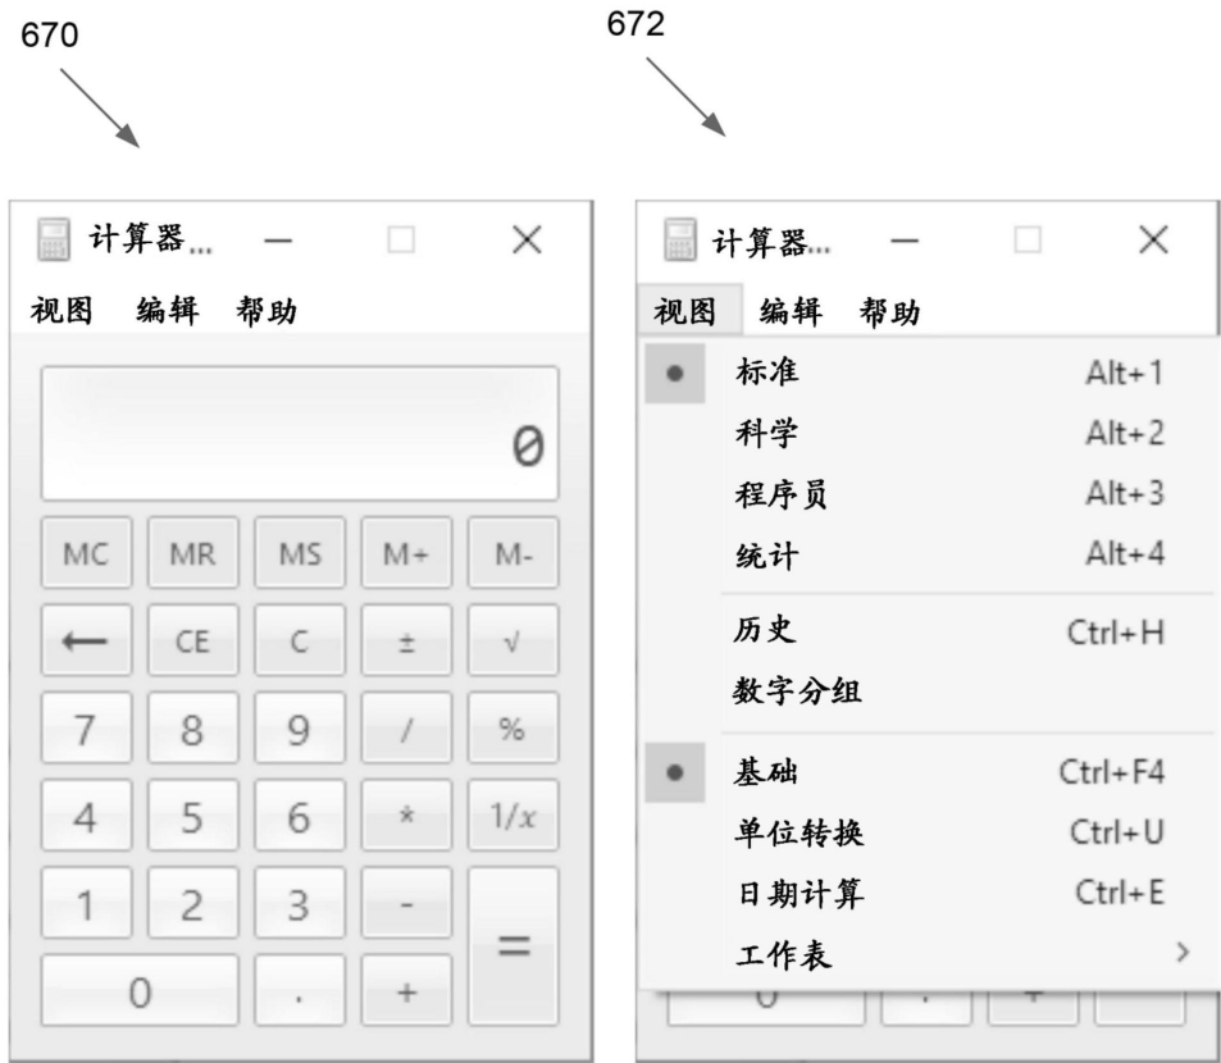 670
672
计算器...
视图 编辑 帮助
0
MC MR MS M+ M-
← CE C ± √
7 8 9 / %
4 5 6 * 1/x
1 2 3 - =
0 . +
计算器...
视图 编辑 帮助
标准 Alt+1
科学 Alt+2
程序员 Alt+3
统计 Alt+4
历史 Ctrl+H
数字分组
基础 Ctrl+F4
单位转换 Ctrl+U
日期计算 Ctrl+E
工作表 >
0 . +